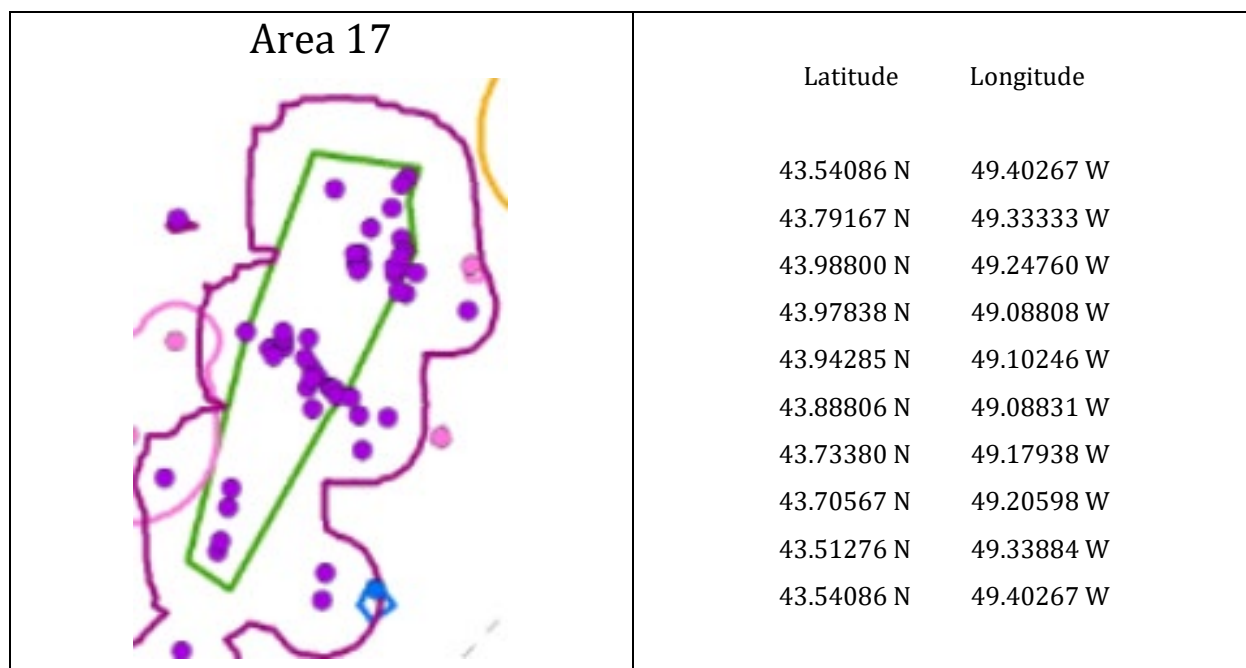 Area 17
Latitude Longitude
43.54086 N 49.40267 W
43.79167 N 49.33333 W
43.98800 N 49.24760 W
43.97838 N 49.08808 W
43.94285 N 49.10246 W
43.88806 N 49.08831 W
43.73380 N 49.17938 W
43.70567 N 49.20598 W
43.51276 N 49.33884 W
43.54086 N 49.40267 W